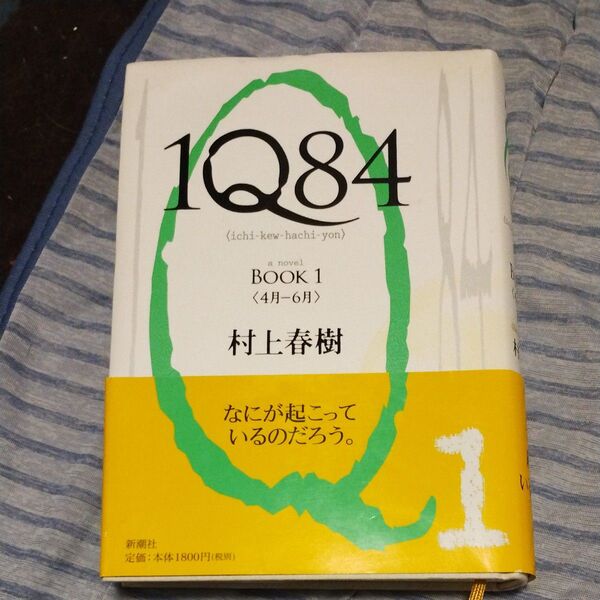 1Q84
〈ichi-kew-hachi-yon〉
a novel
BOOK 1
〈4月–6月〉
村上春樹
なにが起こって
いるのだろう。
1
新潮社
定価：本体1800円(税別)